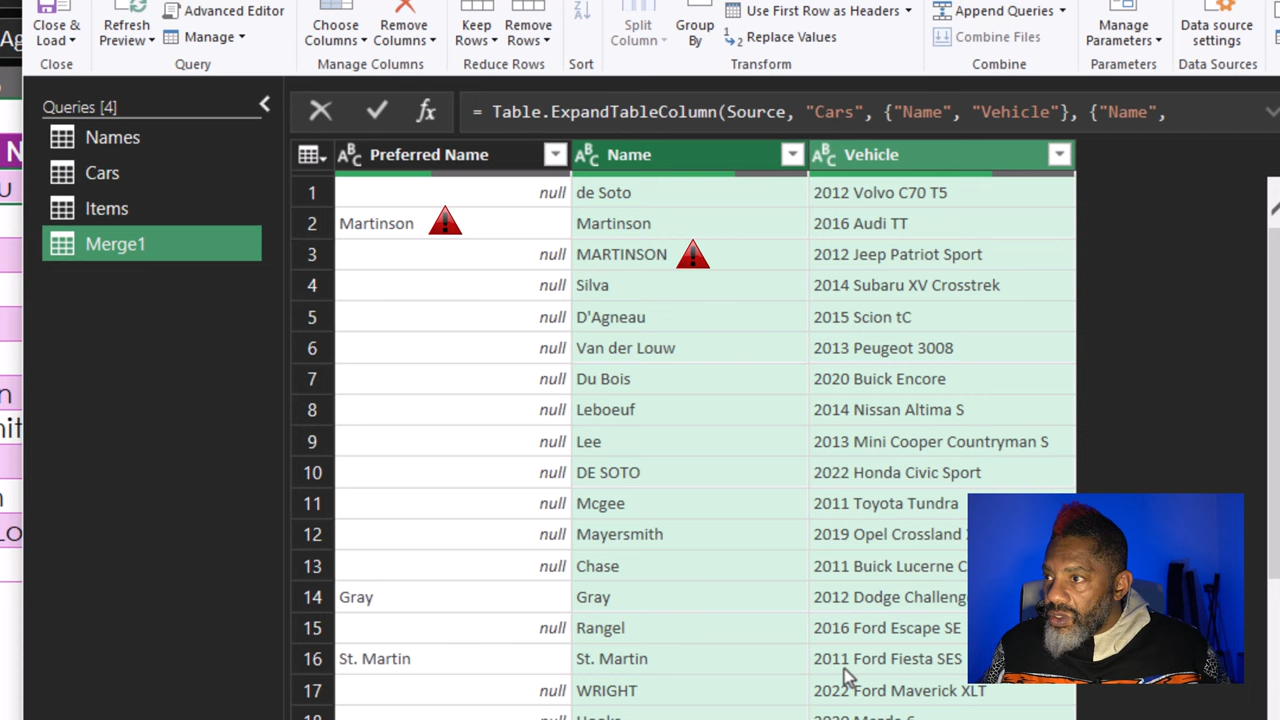 Close & Load
Refresh Preview
Advanced Editor
Manage
Choose Columns
Remove Columns
Keep Rows
Remove Rows
Split Column
Group By
Use First Row as Headers
Replace Values
Append Queries
Combine Files
Manage Parameters
Data source settings
Close
Query
Manage Columns
Reduce Rows
Sort
Transform
Combine
Parameters
Data Sources
Queries [4]
Names
Cars
Items
Merge1
fx = Table.ExpandTableColumn(Source, "Cars", {"Name", "Vehicle"}, {"Name",
Preferred Name Name Vehicle
1 null de Soto 2012 Volvo C70 T5
2 Martinson Martinson 2016 Audi TT
3 null MARTINSON 2012 Jeep Patriot Sport
4 null Silva 2014 Subaru XV Crosstrek
5 null D'Agneau 2015 Scion tC
6 null Van der Louw 2013 Peugeot 3008
7 null Du Bois 2020 Buick Encore
8 null Leboeuf 2014 Nissan Altima S
9 null Lee 2013 Mini Cooper Countryman S
10 null DE SOTO 2022 Honda Civic Sport
11 null Mcgee 2011 Toyota Tundra
12 null Mayersmith 2019 Opel Crossland
13 null Chase 2011 Buick Lucerne C
14 Gray Gray 2012 Dodge Challeng
15 null Rangel 2016 Ford Escape SE
16 St. Martin St. Martin 2011 Ford Fiesta SES
17 null WRIGHT 2022 Ford Maverick XLT